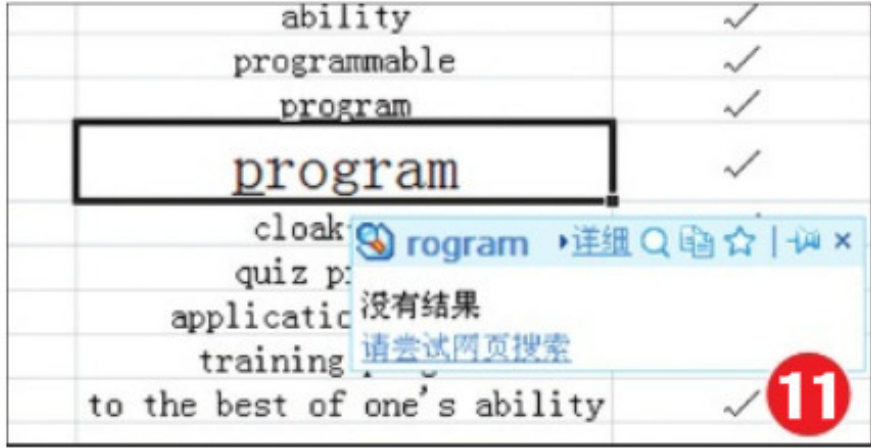 ability ✓
programmable ✓
program ✓
program ✓
cloak
rogram 详细
quiz p
没有结果
applicatio
请尝试网页搜索
training
to the best of one's ability ✓
11